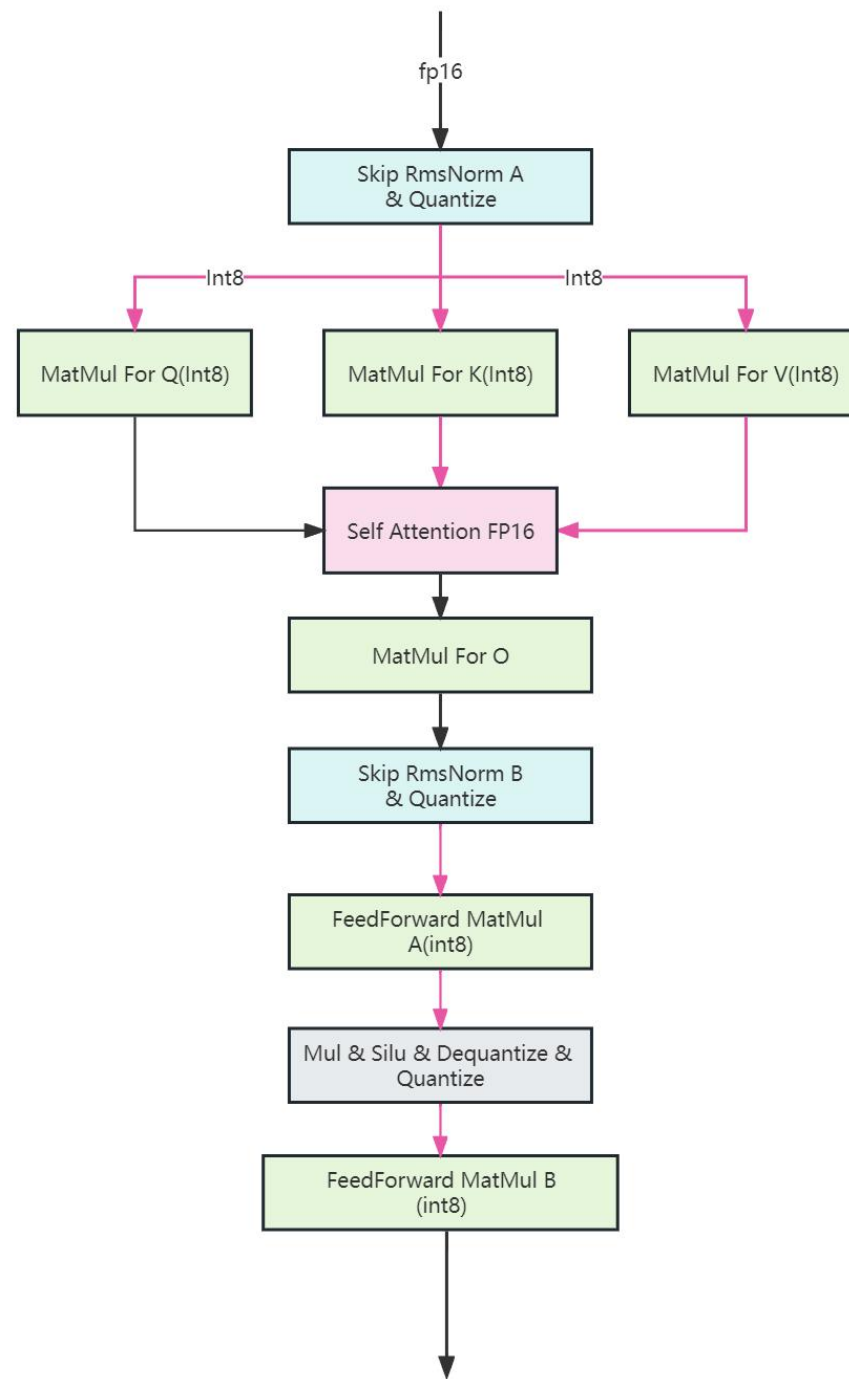 fp16
Skip RmsNorm A
& Quantize
Int8
Int8
MatMul For Q(Int8)
MatMul For K(Int8)
MatMul For V(Int8)
Self Attention FP16
MatMul For O
Skip RmsNorm B
& Quantize
FeedForward MatMul
A(int8)
Mul & Silu & Dequantize &
Quantize
FeedForward MatMul B
(int8)